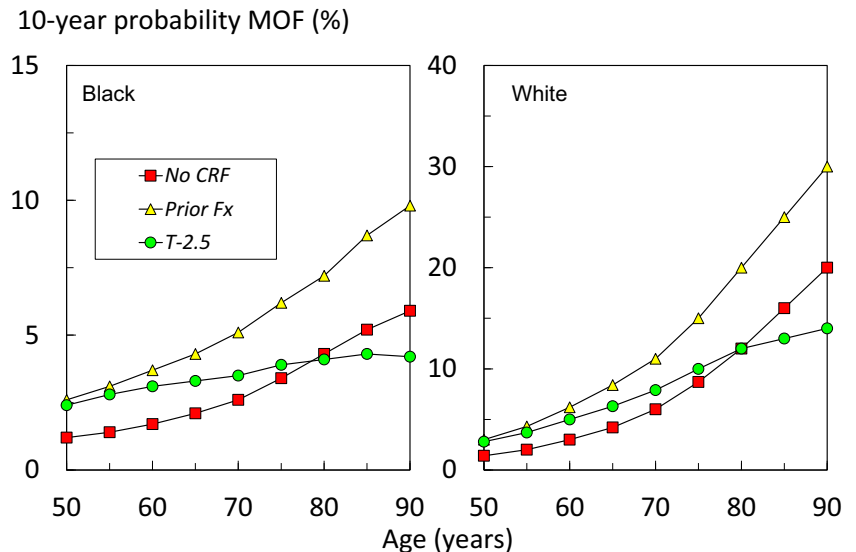 10-year probability MOF (%)
15
10
5
0
Black
No CRF
Prior Fx
T-2.5
50 60 70 80 90
40
30
20
10
0
White
50 60 70 80 90
Age (years)